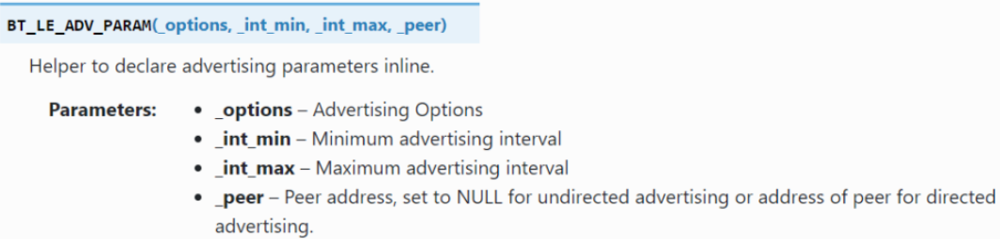 BT_LE_ADV_PARAM(_options, _int_min, _int_max, _peer)
Helper to declare advertising parameters inline.
Parameters: • _options – Advertising Options
• _int_min – Minimum advertising interval
• _int_max – Maximum advertising interval
• _peer – Peer address, set to NULL for undirected advertising or address of peer for directed
advertising.